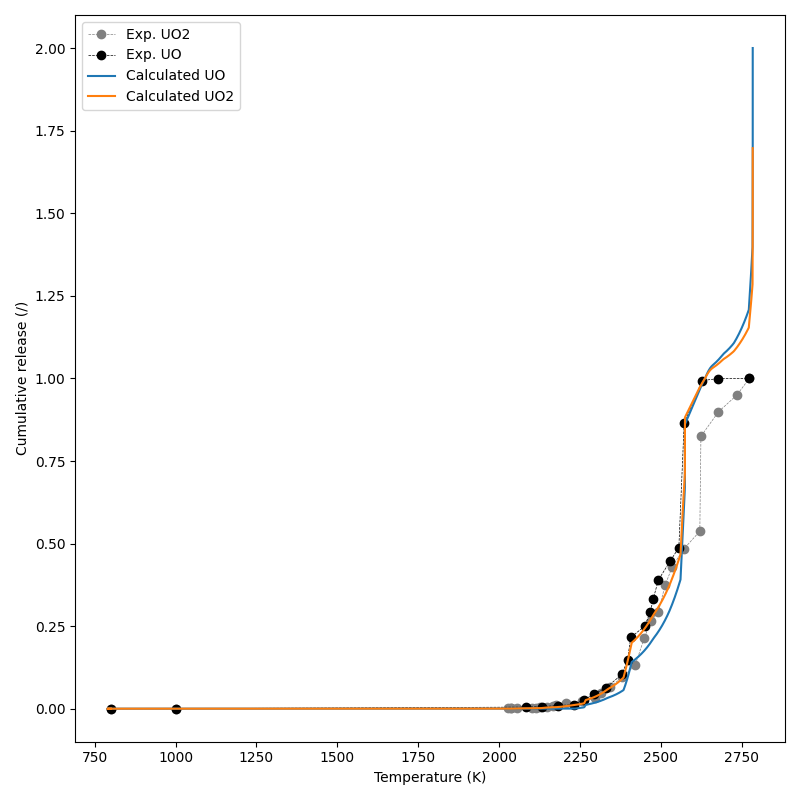 Exp. UO2
Exp. UO
Calculated UO
Calculated UO2
2.00
1.75
1.50
1.25
1.00
0.75
0.50
0.25
0.00
Cumulative release (/)
750 1000 1250 1500 1750 2000 2250 2500 2750
Temperature (K)